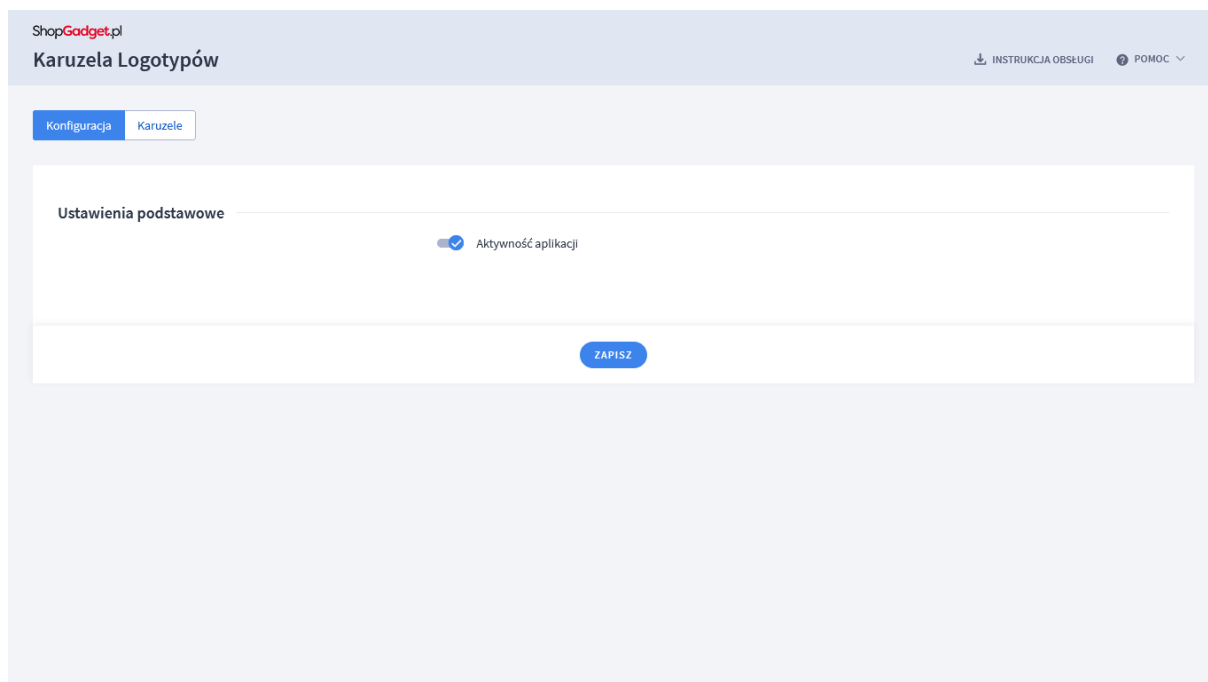 ShopGadget.pl
Karuzela Logotypów
INSTRUKCJA OBSŁUGI
POMOC
Konfiguracja
Karuzele
Ustawienia podstawowe
Aktywność aplikacji
ZAPISZ